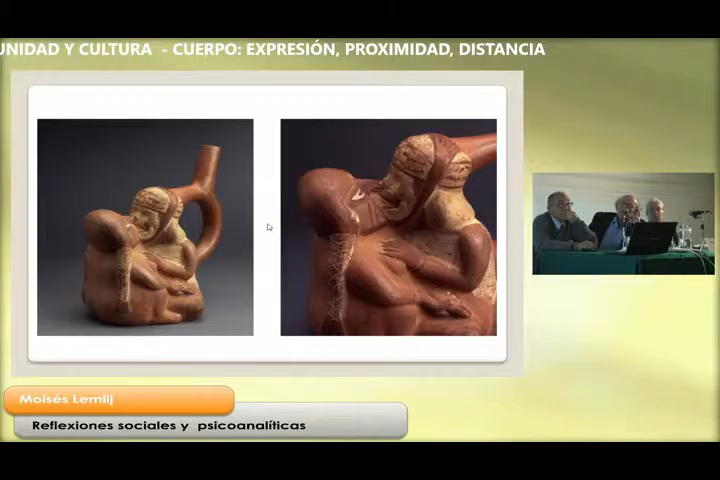 UNIDAD Y CULTURA - CUERPO: EXPRESIÓN, PROXIMIDAD, DISTANCIA
Moisés Lemlij
Reflexiones sociales y psicoanalíticas